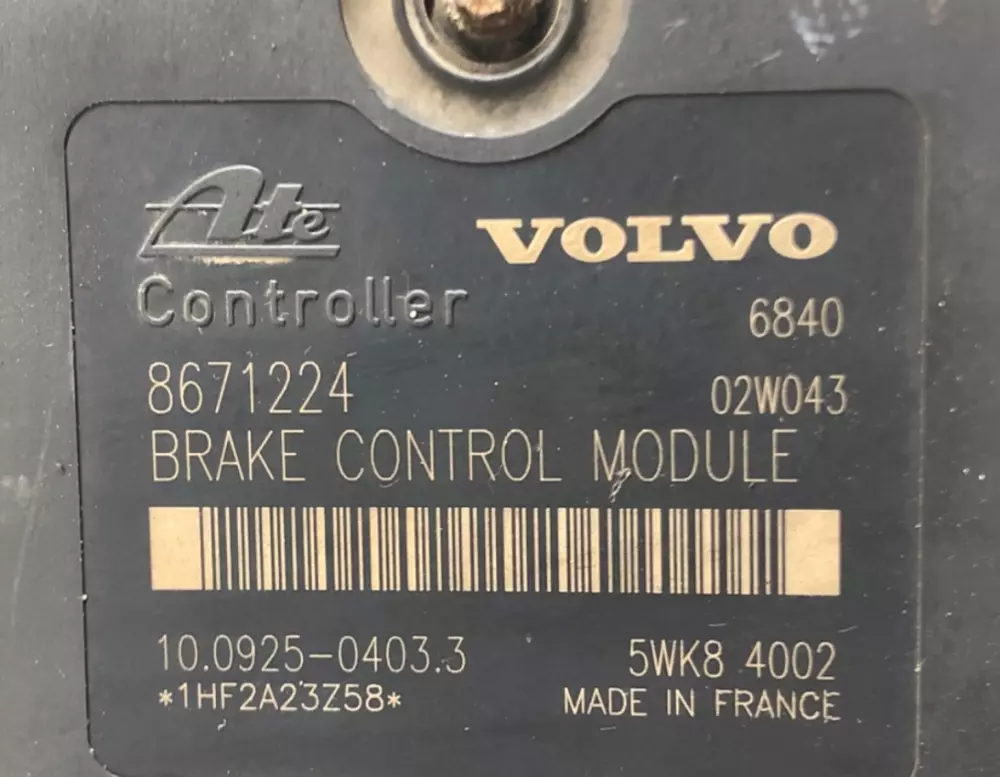 Ate VOLVO
Controller
6840
8671224 02W043
BRAKE CONTROL MODULE
10.0925-0403.3 5WK8 4002
*1HF2A23Z58* MADE IN FRANCE